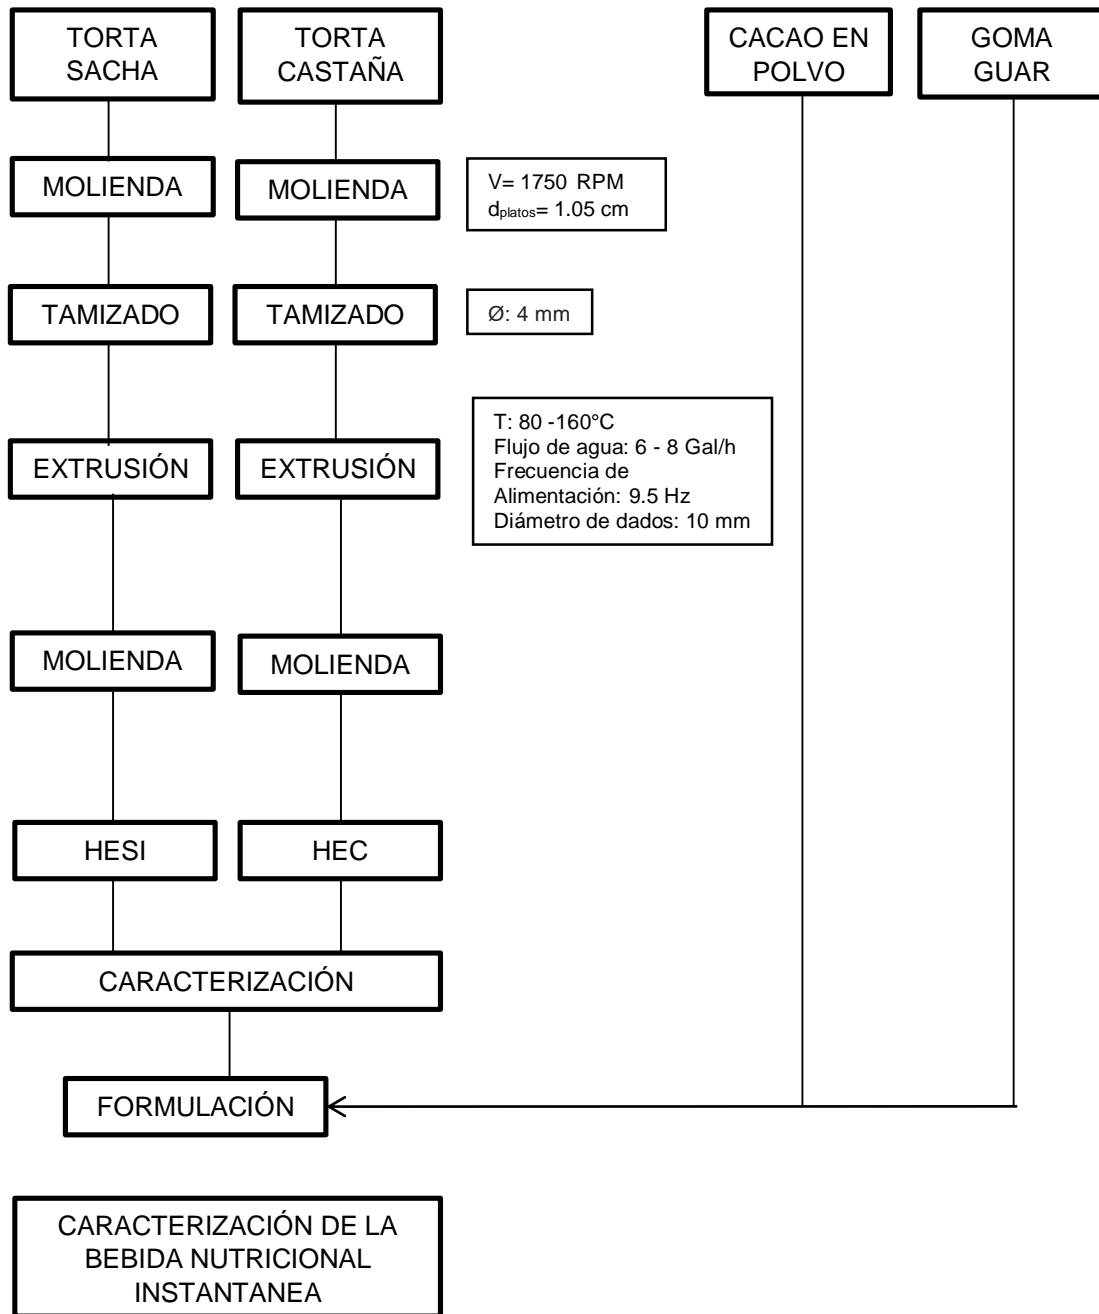 TORTA
SACHA
TORTA
CASTAÑA
CACAO EN
POLVO
GOMA
GUAR
MOLIENDA
MOLIENDA
V= 1750 RPM
dplatos= 1.05 cm
TAMIZADO
TAMIZADO
Ø: 4 mm
EXTRUSIÓN
EXTRUSIÓN
T: 80 -160°C
Flujo de agua: 6 - 8 Gal/h
Frecuencia de
Alimentación: 9.5 Hz
Diámetro de dados: 10 mm
MOLIENDA
MOLIENDA
HESI
HEC
CARACTERIZACIÓN
FORMULACIÓN
CARACTERIZACIÓN DE LA
BEBIDA NUTRICIONAL
INSTANTANEA